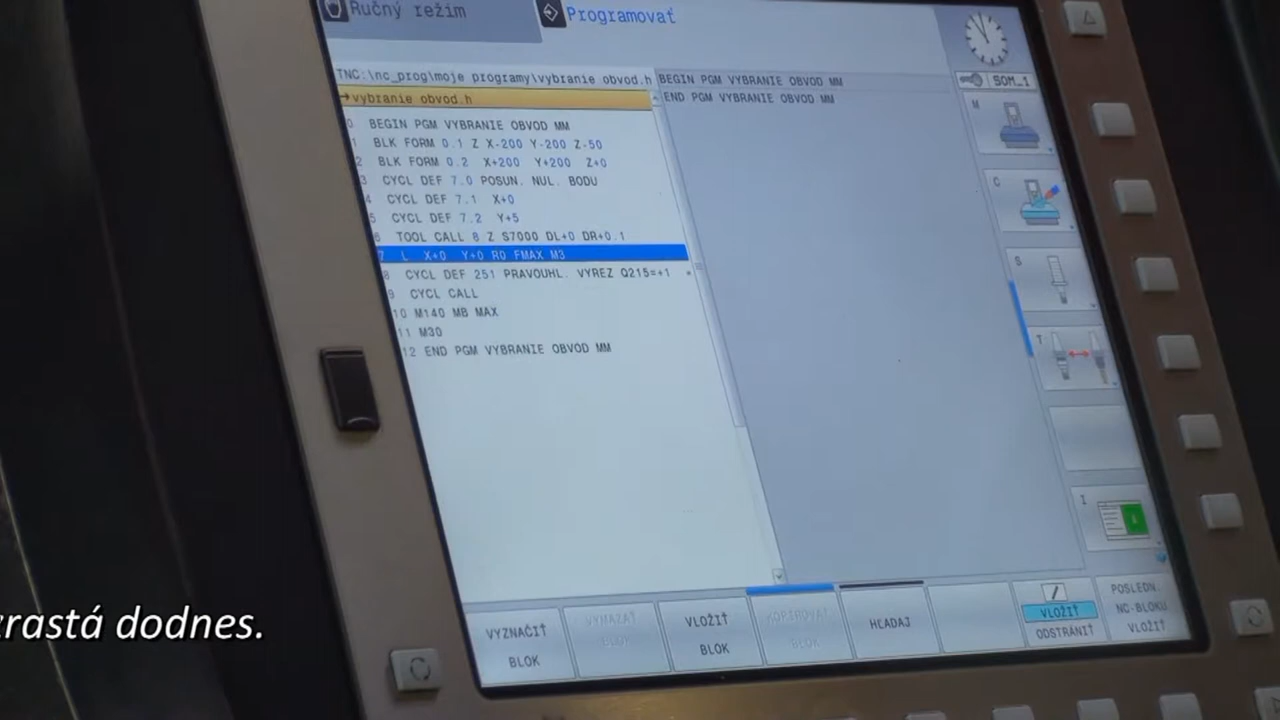 Ručný režim
Programovať
TNC:\nc_prog\moje programy\vybranie obvod.h
→vybranie obvod.h
0 BEGIN PGM VYBRANIE OBVOD MM
1 BLK FORM 0.1 Z X-200 Y-200 Z-50
2 BLK FORM 0.2 X+200 Y+200 Z+0
3 CYCL DEF 7.0 POSUN. NUL. BODU
4 CYCL DEF 7.1 X+0
5 CYCL DEF 7.2 Y+5
6 TOOL CALL 8 Z S7000 DL+0 DR+0.1
7 L X+0 Y+0 R0 FMAX M3
8 CYCL DEF 251 PRAVOUHL. VYREZ Q215=+1
9 CYCL CALL
10 M140 MB MAX
11 M30
12 END PGM VYBRANIE OBVOD MM
BEGIN PGM VYBRANIE OBVOD MM
END PGM VYBRANIE OBVOD MM
SOM_1
M
C
S
T
I
VYZNAČIŤ
BLOK
VYMAZAŤ
BLOK
VLOŽIŤ
BLOK
KOPÍROVAŤ
BLOK
HĽADAJ
VLOŽIŤ
ODSTRÁNIŤ
POSLEDN.
NC-BLOKU
VLOŽIŤ
rastá dodnes.